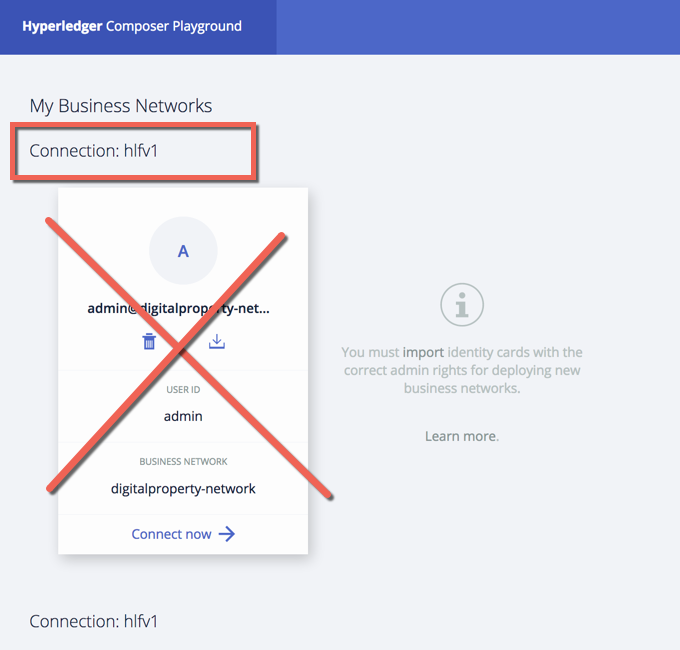 Hyperledger Composer Playground
My Business Networks
Connection: hlfv1
A
admin@digitalproperty-net...
USER ID
admin
BUSINESS NETWORK
digitalproperty-network
Connect now
You must import identity cards with the
correct admin rights for deploying new
business networks.
Learn more.
Connection: hlfv1